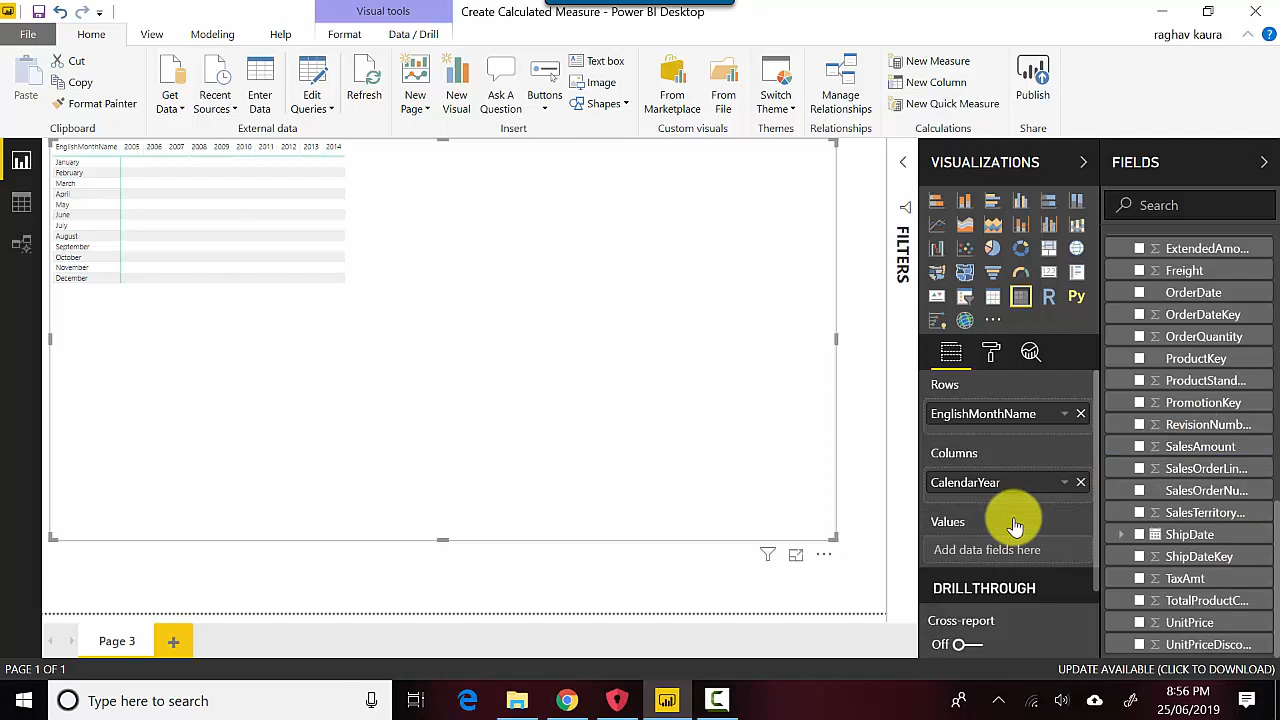 Visual tools
Create Calculated Measure - Power BI Desktop
File
Home
View
Modeling
Help
Format
Data / Drill
raghav kaura
Paste
Cut
Copy
Format Painter
Clipboard
Get Data
Recent Sources
Enter Data
Edit Queries
Refresh
External data
New Page
New Visual
Ask A Question
Buttons
Text box
Image
Shapes
Insert
From Marketplace
From File
Custom visuals
Switch Theme
Themes
Manage Relationships
Relationships
New Measure
New Column
New Quick Measure
Calculations
Publish
Share
EnglishMonthName 2005 2006 2007 2008 2009 2010 2011 2012 2013 2014
January
February
March
April
May
June
July
August
September
October
November
December
FILTERS
VISUALIZATIONS
R
Py
Rows
EnglishMonthName
Columns
CalendarYear
Values
Add data fields here
DRILLTHROUGH
Cross-report
Off
FIELDS
Search
ExtendedAmo...
Freight
OrderDate
OrderDateKey
OrderQuantity
ProductKey
ProductStand...
PromotionKey
RevisionNumb...
SalesAmount
SalesOrderLin...
SalesOrderNu...
SalesTerritory...
ShipDate
ShipDateKey
TaxAmt
TotalProductC...
UnitPrice
UnitPriceDisco...
Page 3
PAGE 1 OF 1
UPDATE AVAILABLE (CLICK TO DOWNLOAD)
Type here to search
8:56 PM
25/06/2019